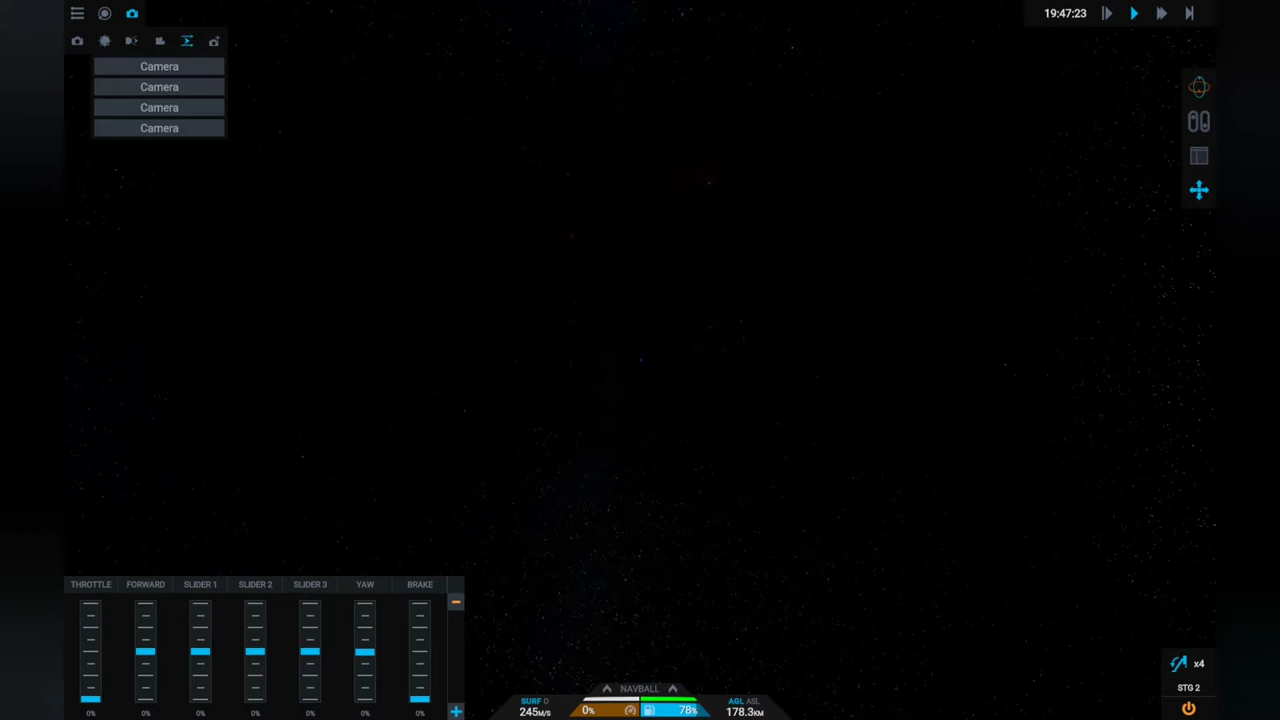 19:47:23
Camera
Camera
Camera
Camera
THROTTLE FORWARD SLIDER 1 SLIDER 2 SLIDER 3 YAW BRAKE
0% 0% 0% 0% 0% 0% 0%
NAVBALL
SURF O
245M/S
0%
78%
AGL ASL
178.3KM
x4
STG 2